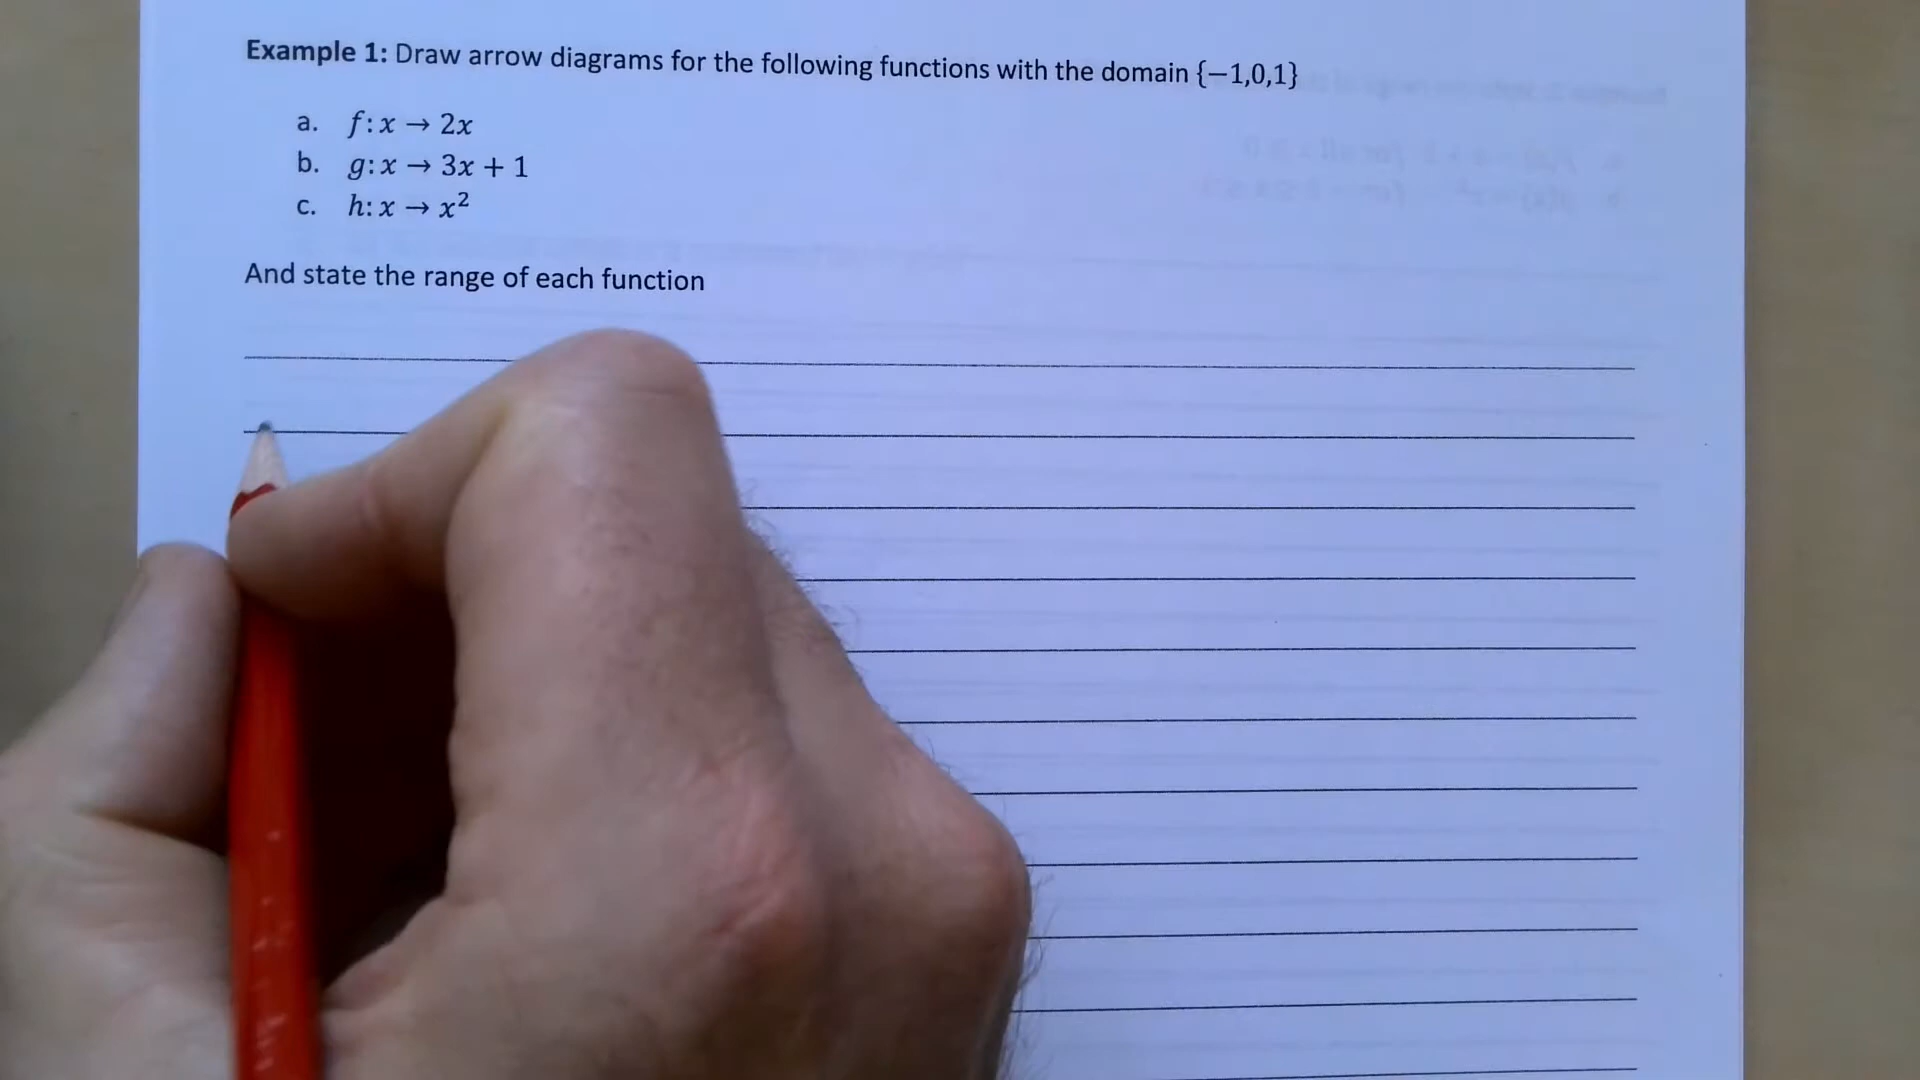 Example 1: Draw arrow diagrams for the following functions with the domain {−1,0,1}
a. f: x → 2x
b. g: x → 3x + 1
c. h: x → x²
And state the range of each function